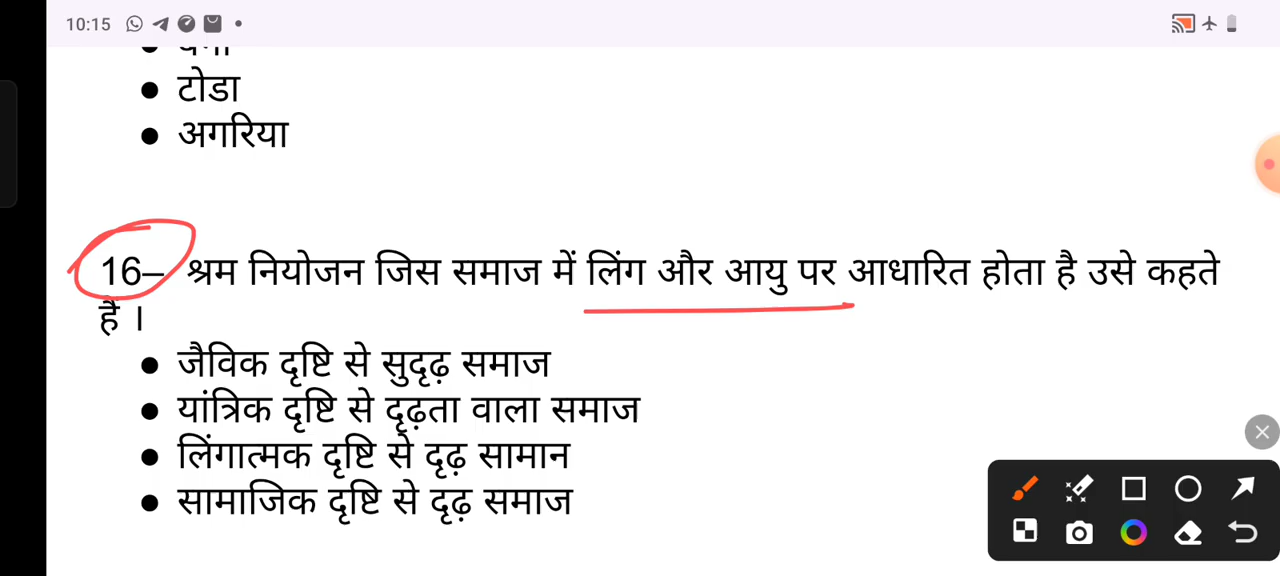 10:15
● टोडा
● अगरिया
16– श्रम नियोजन जिस समाज में लिंग और आयु पर आधारित होता है उसे कहते
है ।
● जैविक दृष्टि से सुदृढ़ समाज
● यांत्रिक दृष्टि से दृढ़ता वाला समाज
● लिंगात्मक दृष्टि से दृढ़ सामान
● सामाजिक दृष्टि से दृढ़ समाज